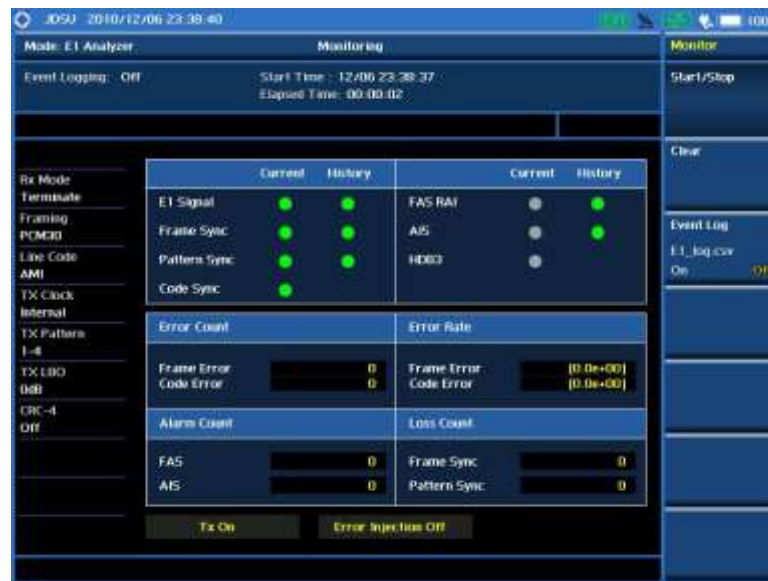 JDSU 2010/12/06 23:38:40
100
Mode: E1 Analyzer
Monitoring
Monitor
Event Logging: Off
Start Time : 12/06 23:38:37
Elapsed Time: 00:00:02
Start/Stop
Clear
Event Log
E1_log.csv
On Off
Rx Mode
Terminate
Framing
PCM30
Line Code
AMI
TX Clock
Internal
TX Pattern
1-4
TX LBO
0dB
CRC-4
Off
Current History
Current History
E1 Signal
FAS RAI
Frame Sync
AIS
Pattern Sync
HDB3
Code Sync
Error Count
Error Rate
Frame Error 0
Frame Error [0.0e+00]
Code Error 0
Code Error [0.0e+00]
Alarm Count
Loss Count
FAS 0
Frame Sync 0
AIS 0
Pattern Sync 0
Tx On
Error Injection Off